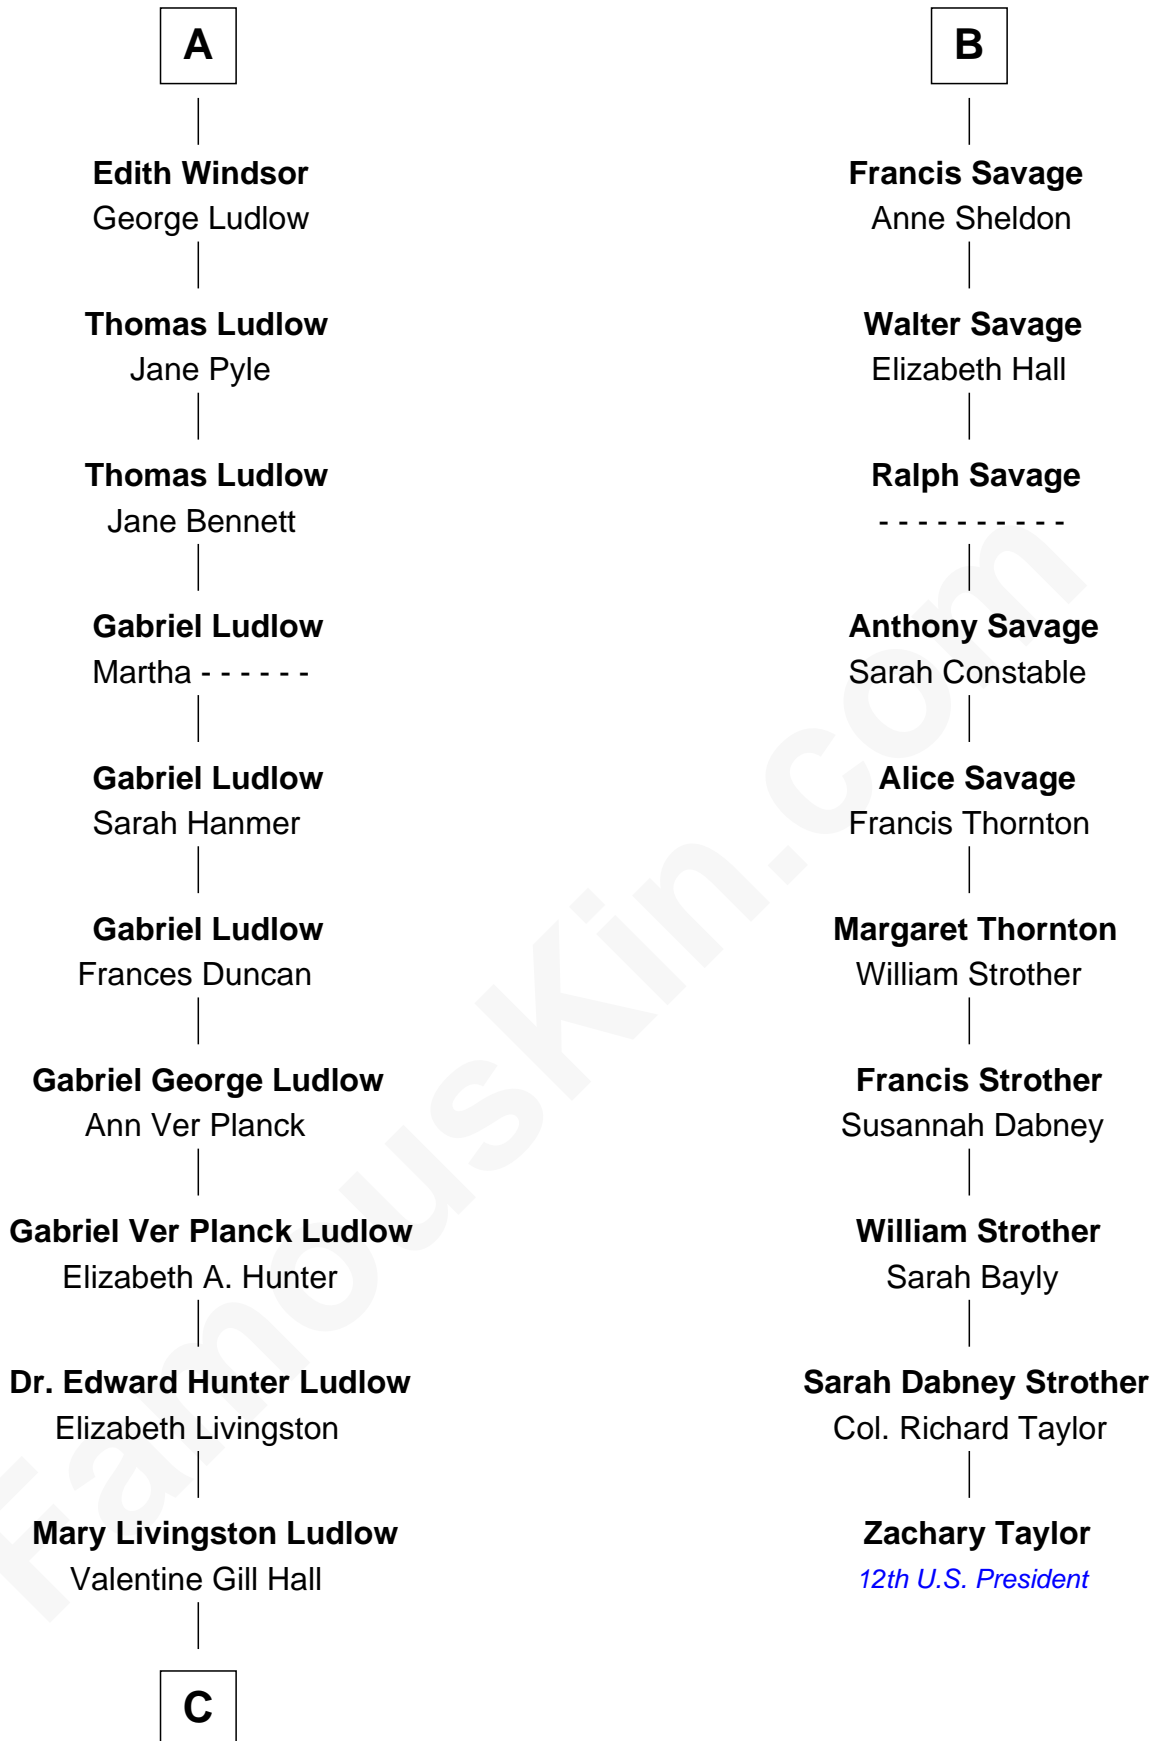 A
Edith Windsor
George Ludlow
Thomas Ludlow
Jane Pyle
Thomas Ludlow
Jane Bennett
Gabriel Ludlow
Martha - - - - - -
Gabriel Ludlow
Sarah Hanmer
Gabriel Ludlow
Frances Duncan
Gabriel George Ludlow
Ann Ver Planck
Gabriel Ver Planck Ludlow
Elizabeth A. Hunter
Dr. Edward Hunter Ludlow
Elizabeth Livingston
Mary Livingston Ludlow
Valentine Gill Hall
C
B
Francis Savage
Anne Sheldon
Walter Savage
Elizabeth Hall
Ralph Savage
- - - - - - - - - -
Anthony Savage
Sarah Constable
Alice Savage
Francis Thornton
Margaret Thornton
William Strother
Francis Strother
Susannah Dabney
William Strother
Sarah Bayly
Sarah Dabney Strother
Col. Richard Taylor
Zachary Taylor
12th U.S. President
FamousKin.com